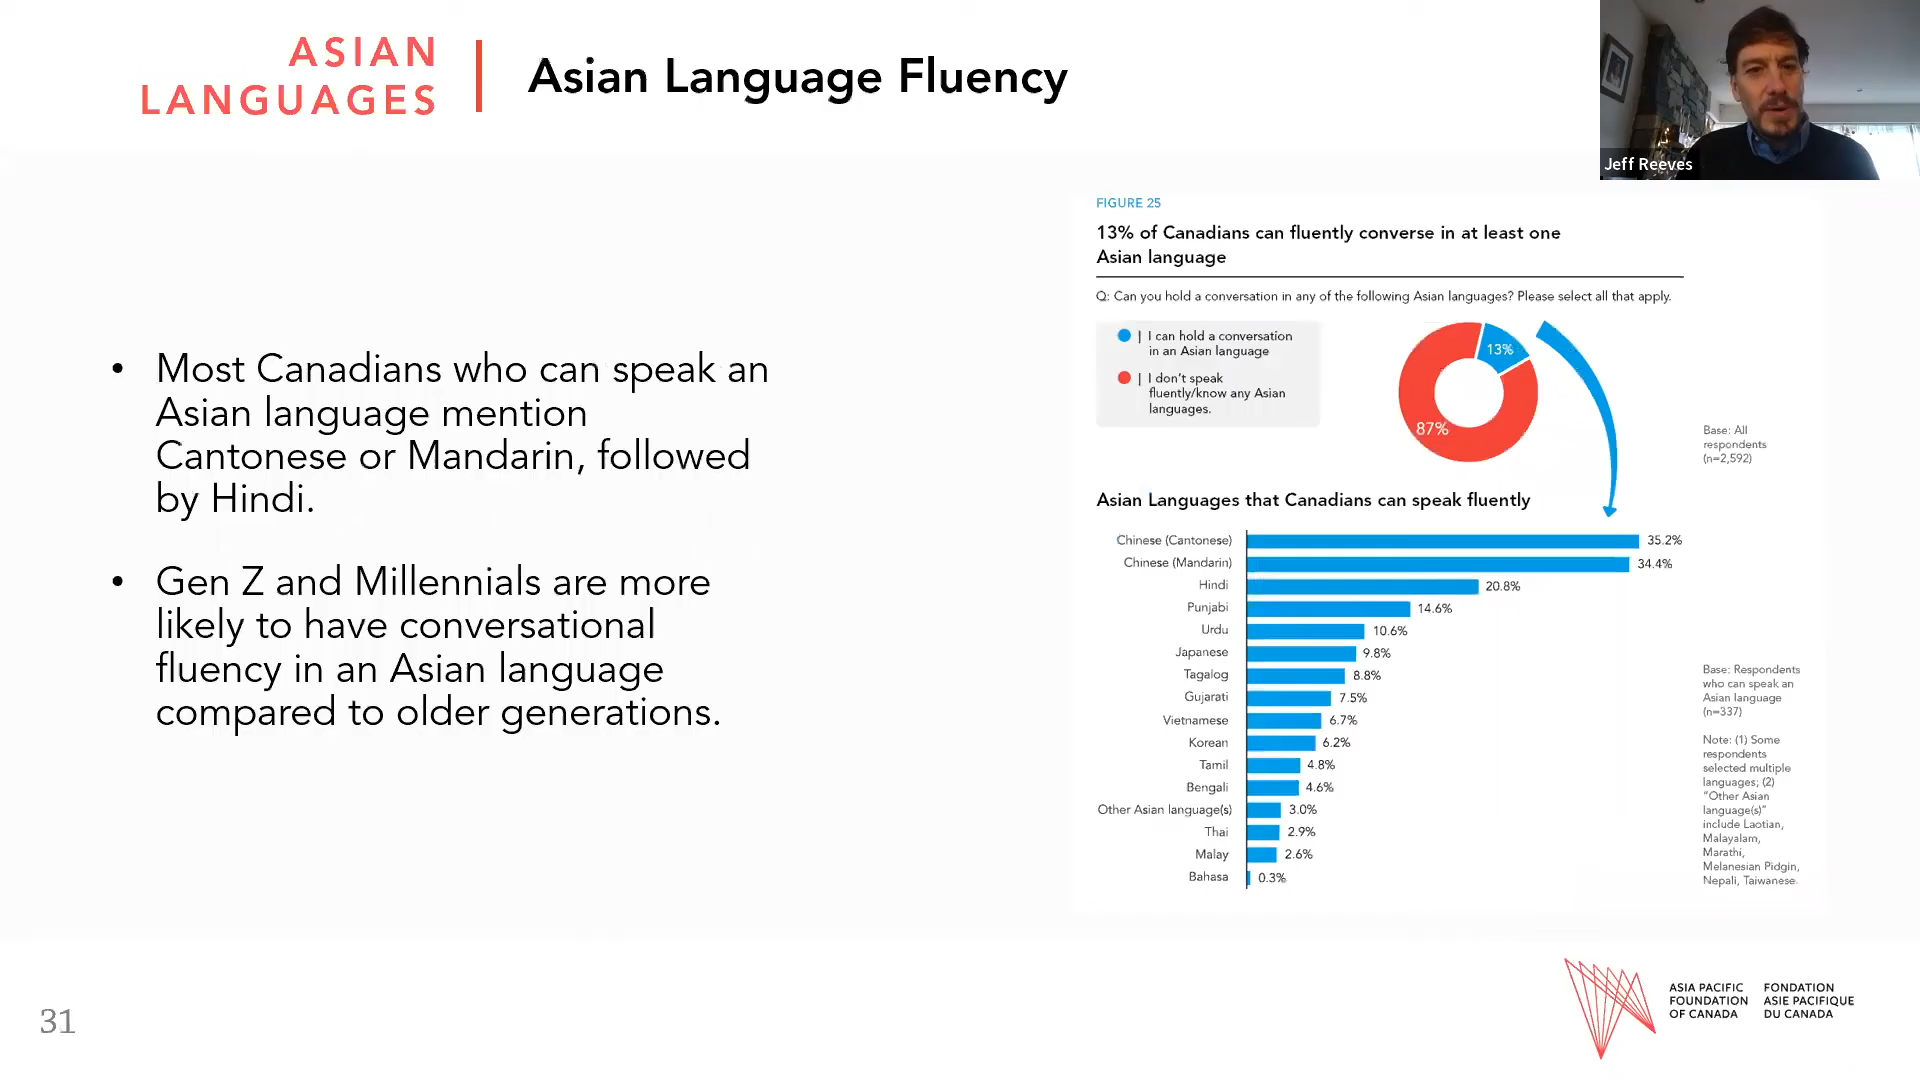 ASIAN
LANGUAGES
Asian Language Fluency
Jeff Reeves
• Most Canadians who can speak an
Asian language mention
Cantonese or Mandarin, followed
by Hindi.
• Gen Z and Millennials are more
likely to have conversational
fluency in an Asian language
compared to older generations.
FIGURE 25
13% of Canadians can fluently converse in at least one
Asian language
Q: Can you hold a conversation in any of the following Asian languages? Please select all that apply.
| I can hold a conversation
in an Asian language
| I don't speak
fluently/know any Asian
languages.
13%
87%
Base: All
respondents
(n=2,592)
Asian Languages that Canadians can speak fluently
Chinese (Cantonese) 35.2%
Chinese (Mandarin) 34.4%
Hindi 20.8%
Punjabi 14.6%
Urdu 10.6%
Japanese 9.8%
Tagalog 8.8%
Gujarati 7.5%
Vietnamese 6.7%
Korean 6.2%
Tamil 4.8%
Bengali 4.6%
Other Asian language(s) 3.0%
Thai 2.9%
Malay 2.6%
Bahasa 0.3%
Base: Respondents
who can speak an
Asian language
(n=337)
Note: (1) Some
respondents
selected multiple
languages; (2)
"Other Asian
language(s)"
include Laotian,
Malayalam,
Marathi,
Melanesian Pidgin,
Nepali, Taiwanese.
31
ASIA PACIFIC
FOUNDATION
OF CANADA
FONDATION
ASIE PACIFIQUE
DU CANADA